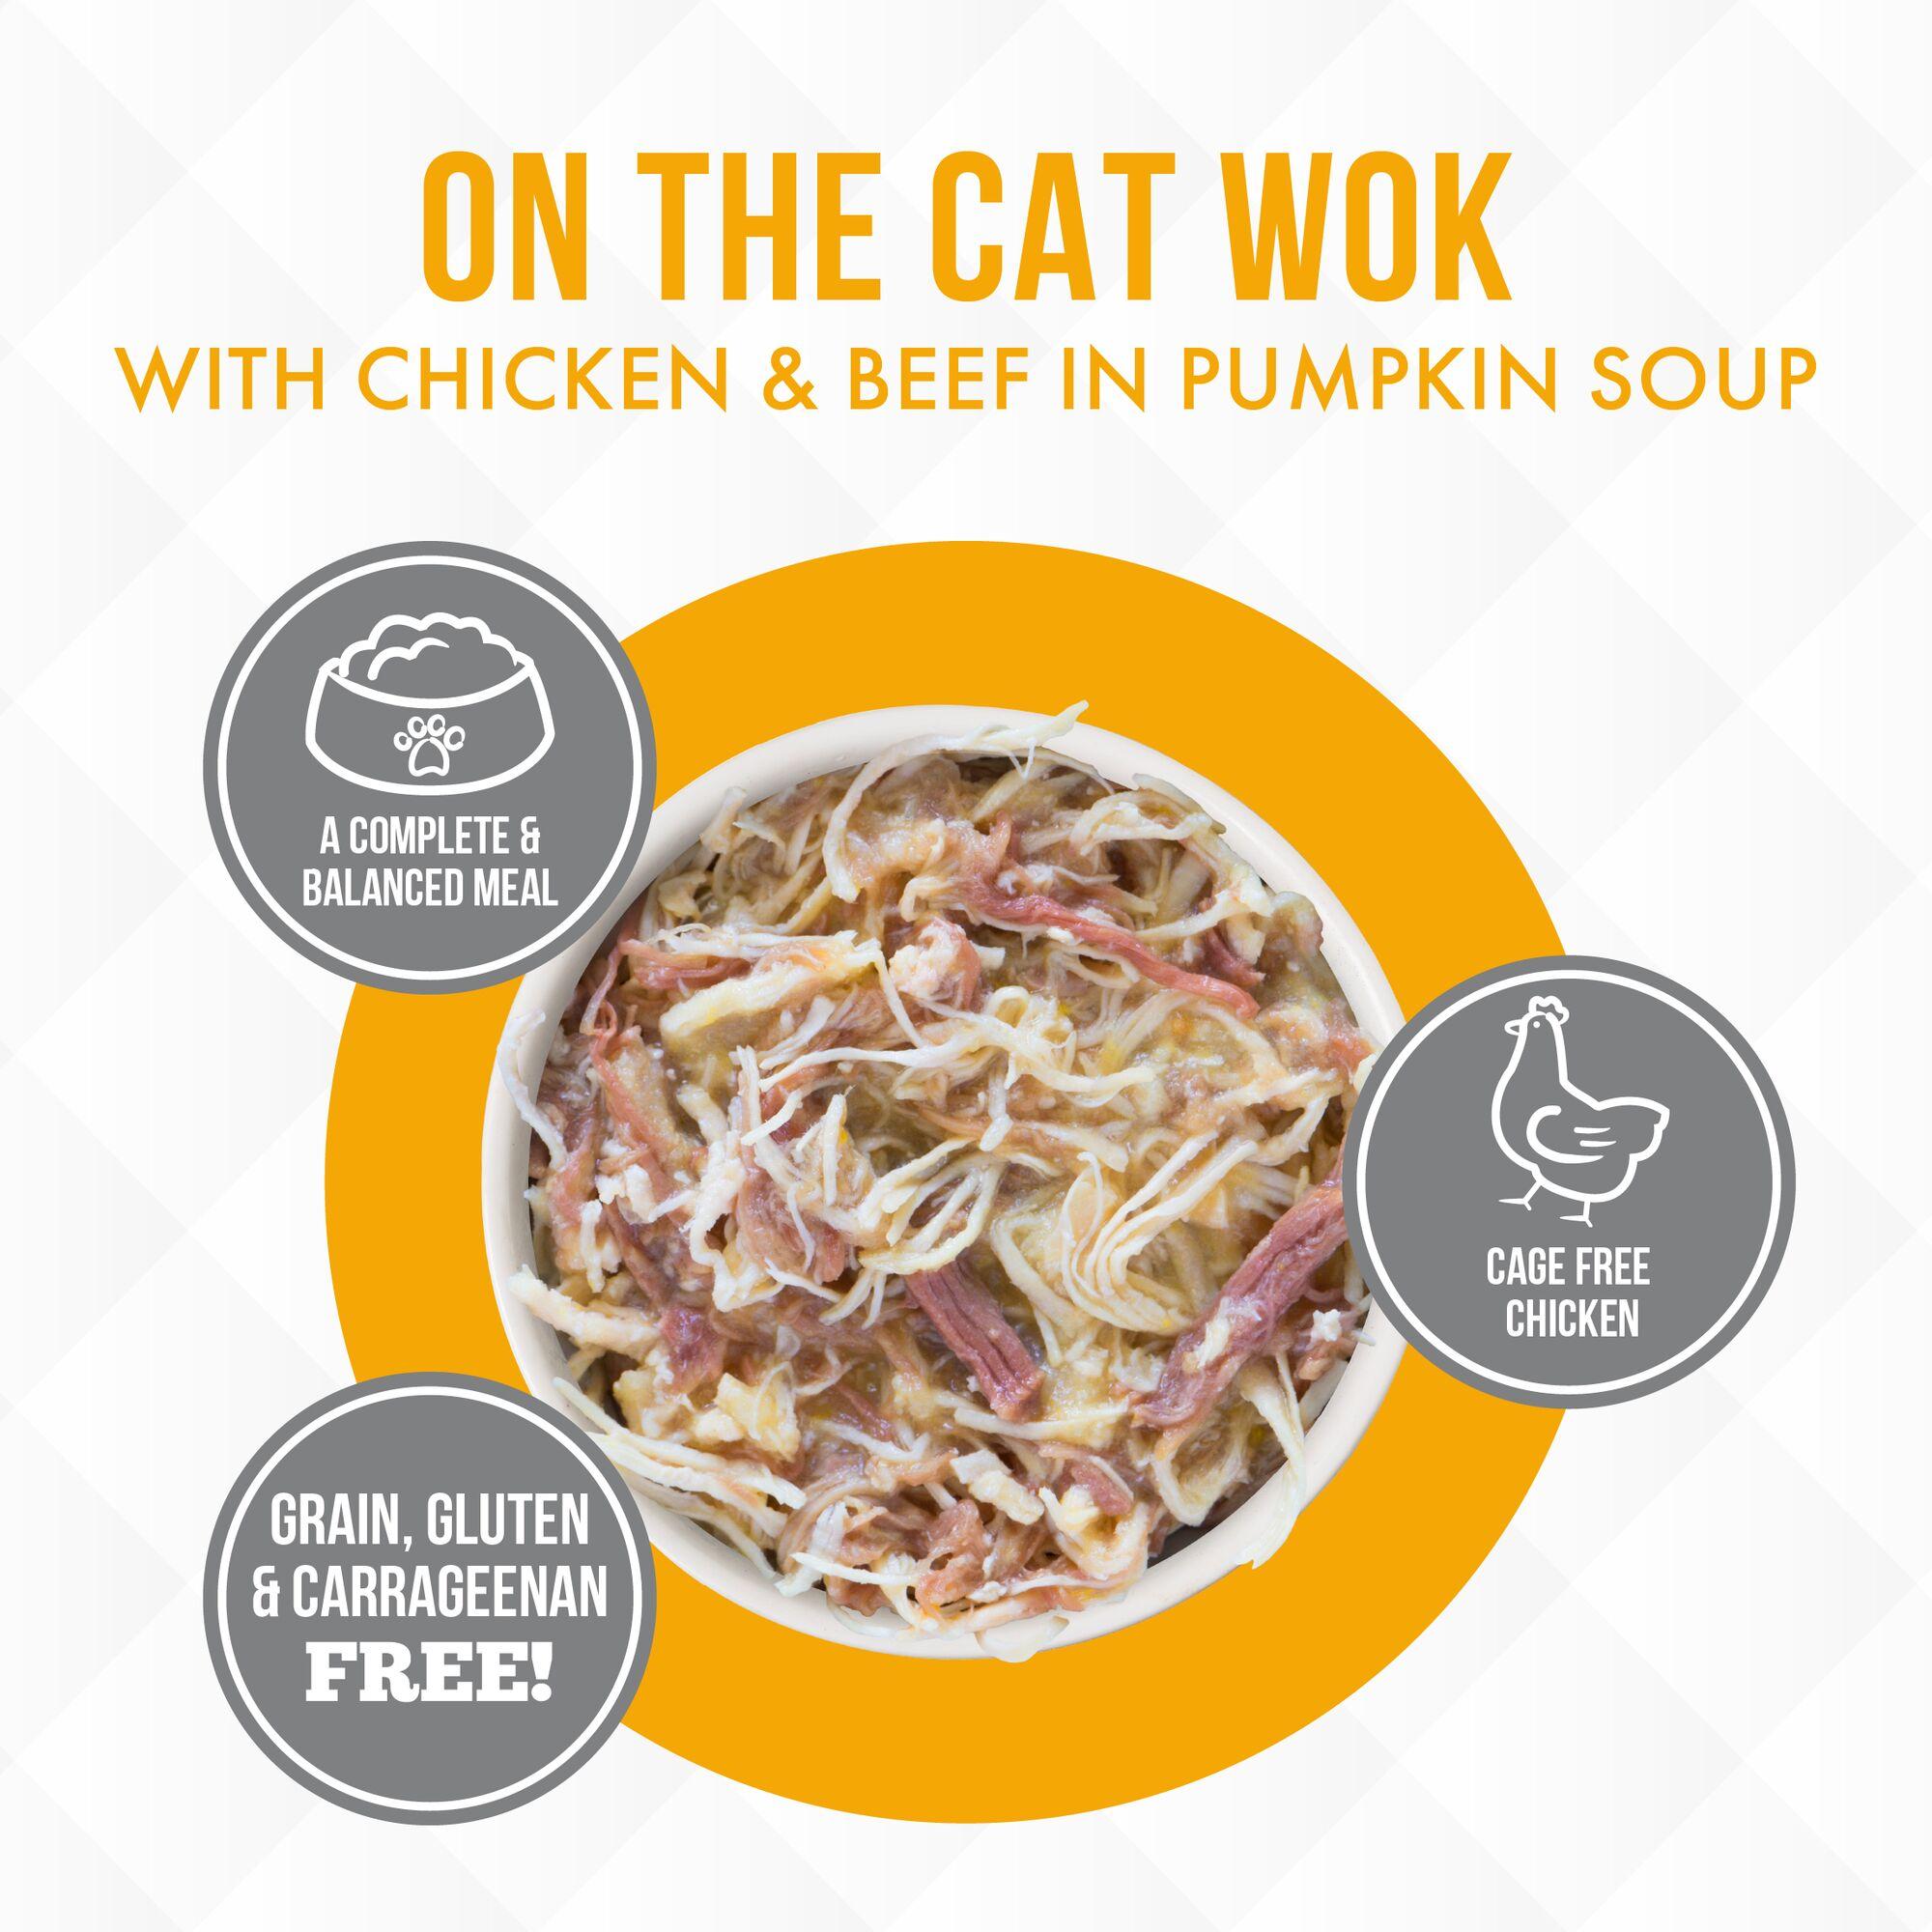 ON THE CAT WOK
WITH CHICKEN & BEEF IN PUMPKIN SOUP
A COMPLETE &
BALANCED MEAL
CAGE FREE
CHICKEN
GRAIN, GLUTEN
& CARRAGEENAN
FREE!